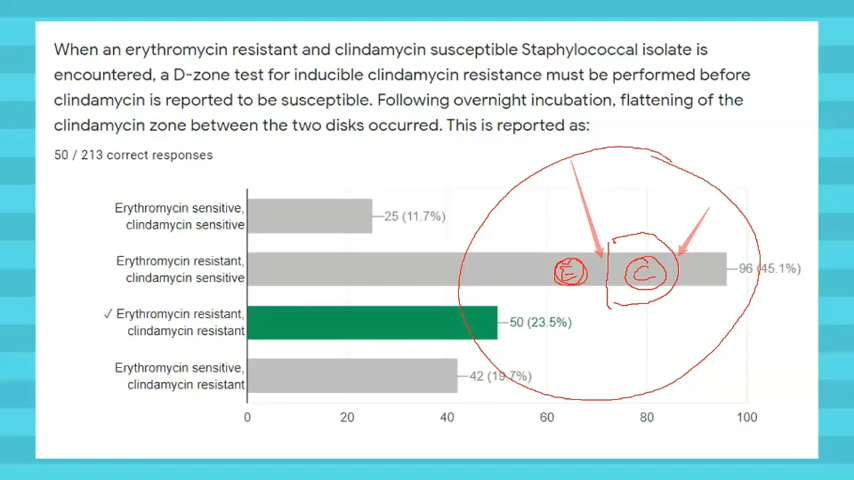 When an erythromycin resistant and clindamycin susceptible Staphylococcal isolate is
encountered, a D-zone test for inducible clindamycin resistance must be performed before
clindamycin is reported to be susceptible. Following overnight incubation, flattening of the
clindamycin zone between the two disks occurred. This is reported as:
50 / 213 correct responses
Erythromycin sensitive,
clindamycin sensitive
25 (11.7%)
Erythromycin resistant,
clindamycin sensitive
E
C
96 (45.1%)
✓ Erythromycin resistant,
clindamycin resistant
50 (23.5%)
Erythromycin sensitive,
clindamycin resistant
42 (19.7%)
0 20 40 60 80 100